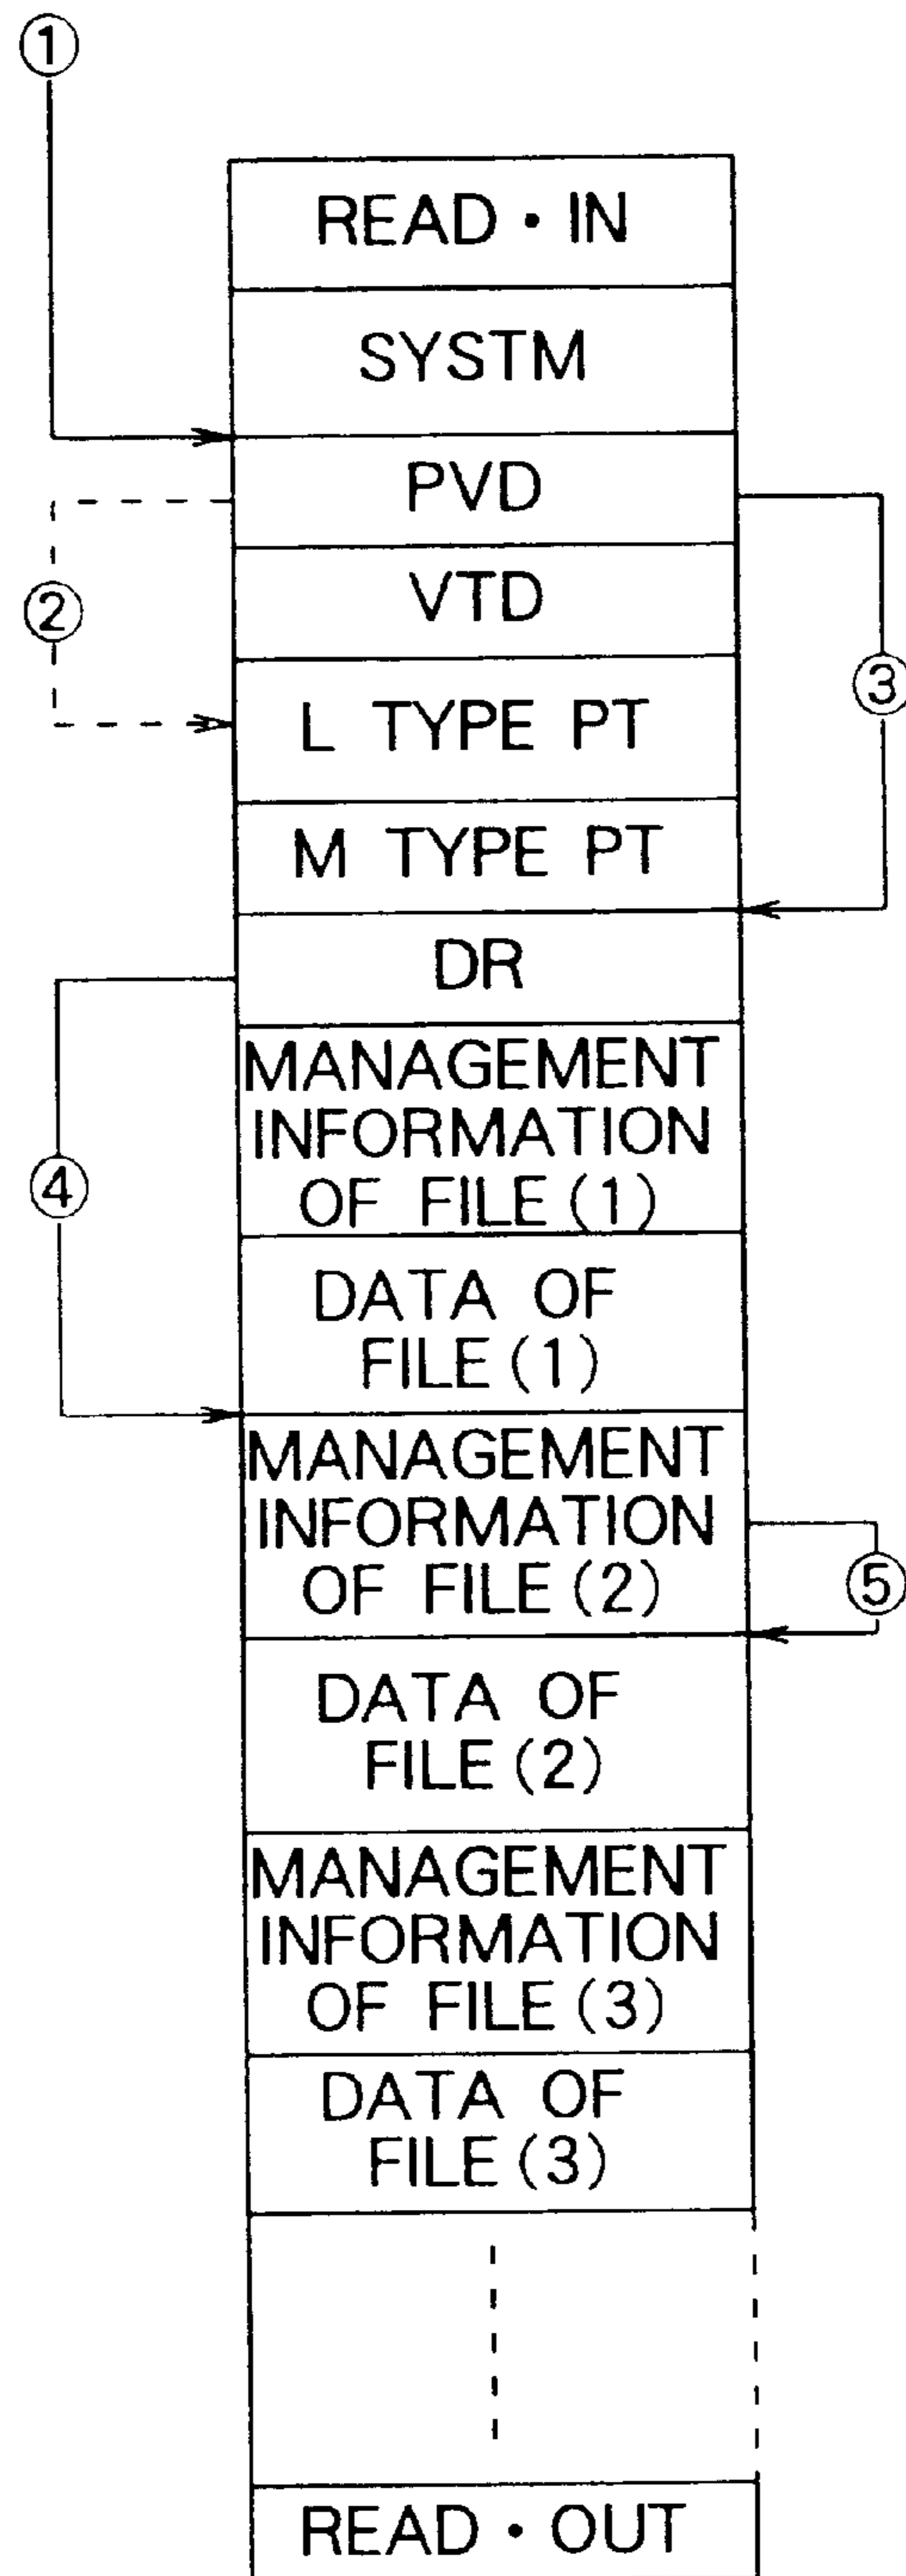 ①
READ・IN
SYSTM
PVD
②
VTD
③
L TYPE PT
M TYPE PT
DR
MANAGEMENT
INFORMATION
OF FILE(1)
④
DATA OF
FILE(1)
MANAGEMENT
INFORMATION
OF FILE(2)
⑤
DATA OF
FILE(2)
MANAGEMENT
INFORMATION
OF FILE(3)
DATA OF
FILE(3)
READ・OUT